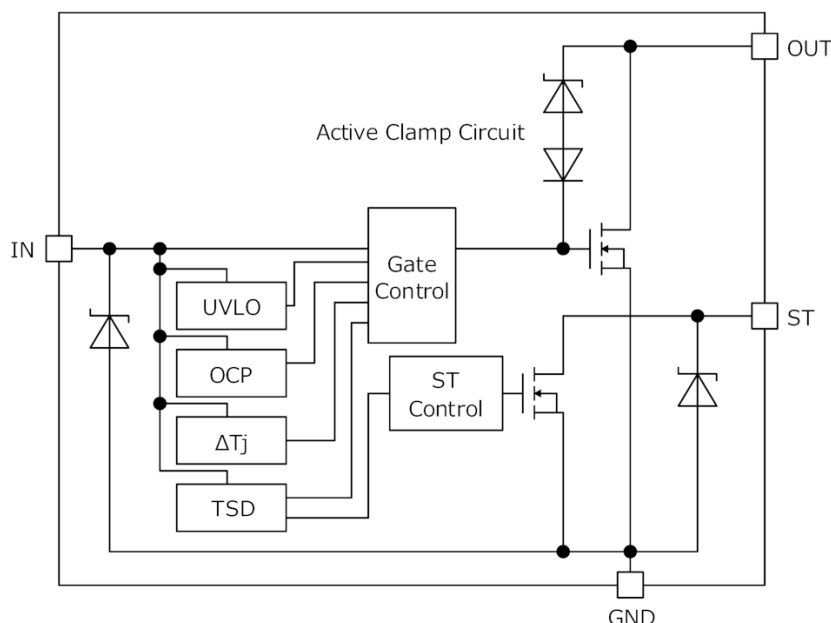 OUT
Active Clamp Circuit
IN
Gate
Control
UVLO
ST
OCP
ST
Control
ΔTj
TSD
GND